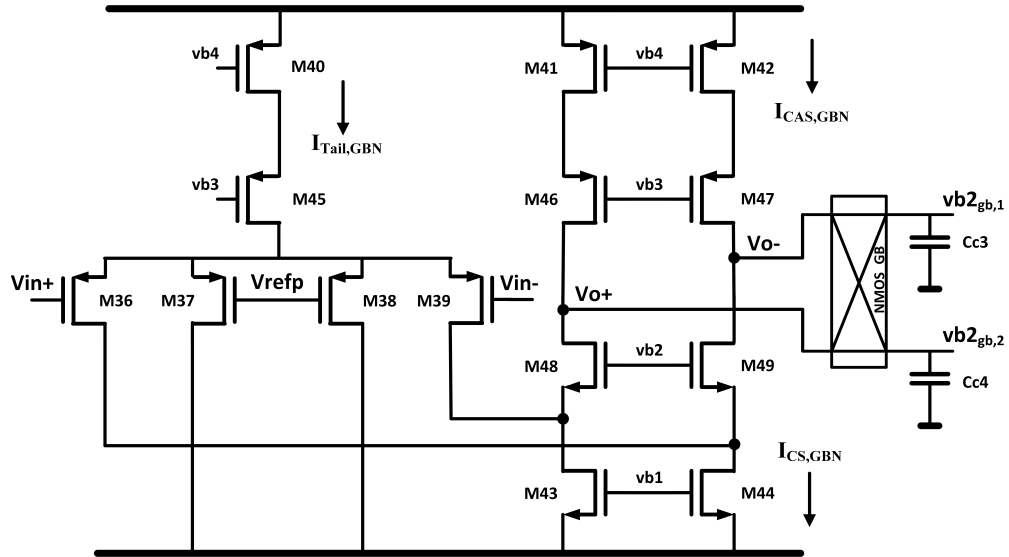 vb4
M40
M41
vb4
M42
I_Tail,GBN
I_CAS,GBN
vb3
M45
M46
vb3
M47
vb2_gb,1
Vo-
Cc3
Vin+
M36
M37
Vrefp
M38
M39
Vin-
Vo+
NMOS GB
vb2_gb,2
M48
vb2
M49
Cc4
I_CS,GBN
M43
vb1
M44